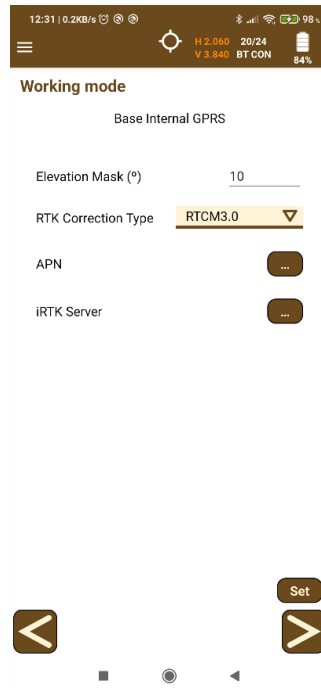 12:31 | 0.2KB/s
98%
H 2.060 20/24
V 3.840 BT CON
84%
Working mode
Base Internal GPRS
Elevation Mask (º) 10
RTK Correction Type RTCM3.0
APN ...
iRTK Server ...
Set